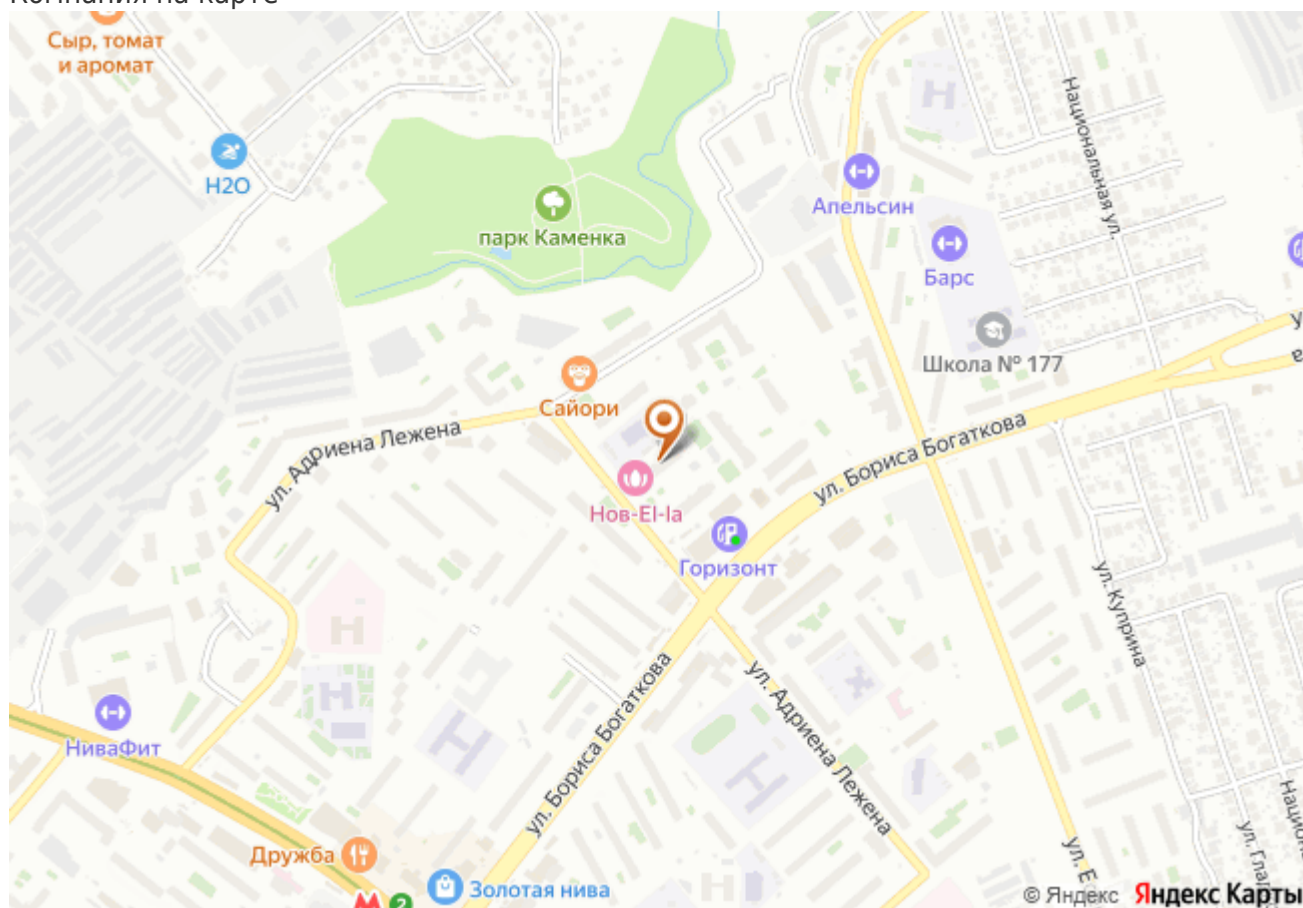 Сыр, томат
и аромат
H2O
парк Каменка
Апельсин
Барс
Национальная ул.
Школа № 177
Сайори
ул. Адриена Лежена
Нов-El-la
ул. Бориса Богаткова
Горизонт
ул. Куприна
НиваФит
ул. Бориса Богаткова
ул. Адриена Лежена
Дружба
Золотая нива
2
© Яндекс Яндекс Карты